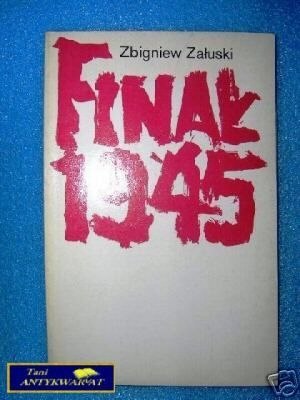 Zbigniew Załuski
FINAŁ
1945
Tani
ANTYKWARIAT